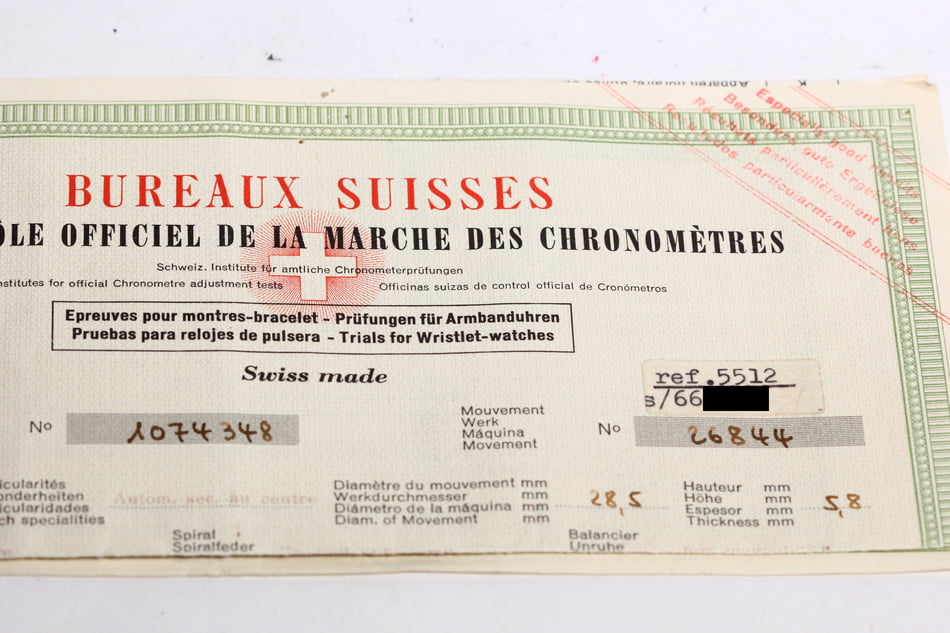 Especially good results
Besonders gute Ergebnisse
Résultats particulièrement bons
Resultados particularmente buenos
BUREAUX SUISSES
ÔLE OFFICIEL DE LA MARCHE DES CHRONOMÈTRES
Schweiz. Institute für amtliche Chronometerprüfungen
nstitutes for official Chronometre adjustment tests
Officinas suizas de control official de Cronómetros
Epreuves pour montres-bracelet – Prüfungen für Armbanduhren
Pruebas para relojes de pulsera – Trials for Wristlet-watches
Swiss made
ref.5512
s/66
No 1074348
Mouvement
Werk
Máquina
Movement
No 26844
icularités
onderheiten
icularidades
ch specialities
Autom. sec. au centre
Diamètre du mouvement mm
Werkdurchmesser mm
Diámetro de la máquina mm
Diam. of Movement mm
28,5
Hauteur mm
Höhe mm
Espesor mm
Thickness mm
5,8
Spiral
Spiralfeder
Balancier
Unruhe